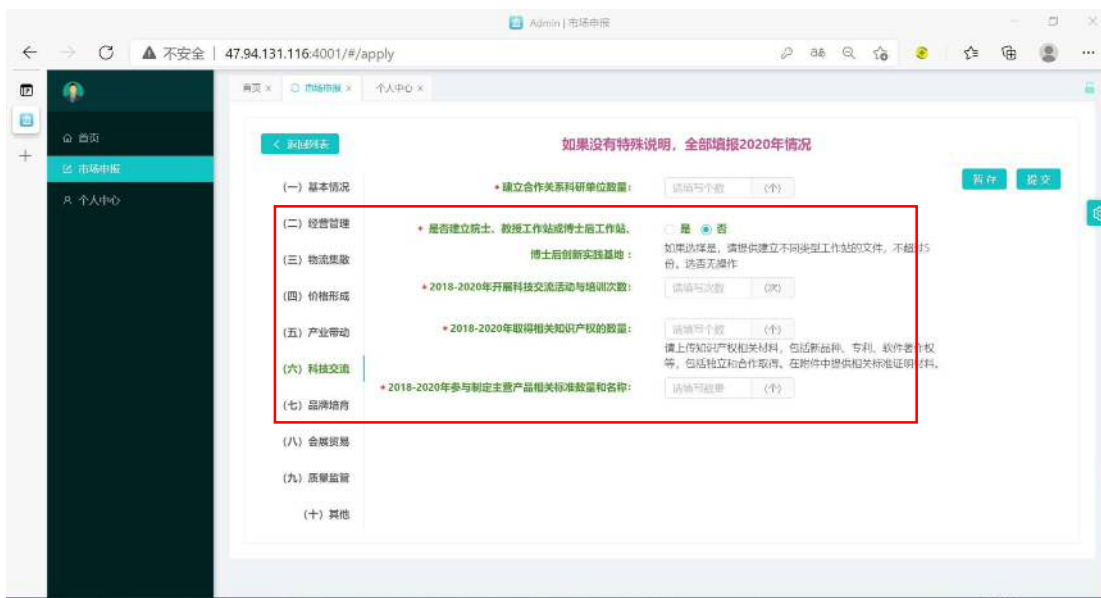 Admin | 市场申报
不安全 | 47.94.131.116:4001/#/apply
首页 × 市场申报 × 个人中心 ×
首页
市场申报
个人中心
返回列表
如果没有特殊说明，全部填报2020年情况
暂存 提交
(一) 基本情况
(二) 经营管理
(三) 物流集散
(四) 价格形成
(五) 产业带动
(六) 科技交流
(七) 品牌培育
(八) 会展贸易
(九) 质量监管
(十) 其他
* 建立合作关系科研单位数量： 请填写个数 (个)
* 是否建立院士、教授工作站或博士后工作站、 是 否
博士后创新实践基地： 如果选择是，请提供建立不同类型工作站的文件，不超过5
份。选否无操作
* 2018-2020年开展科技交流活动与培训次数： 请填写次数 (次)
* 2018-2020年取得相关知识产权的数量： 请填写个数 (个)
请上传知识产权相关材料，包括新品种、专利、软件著作权
等，包括独立和合作取得。在附件中提供相关标准证明材料。
* 2018-2020年参与制定主营产品相关标准数量和名称： 请填写数量 (个)